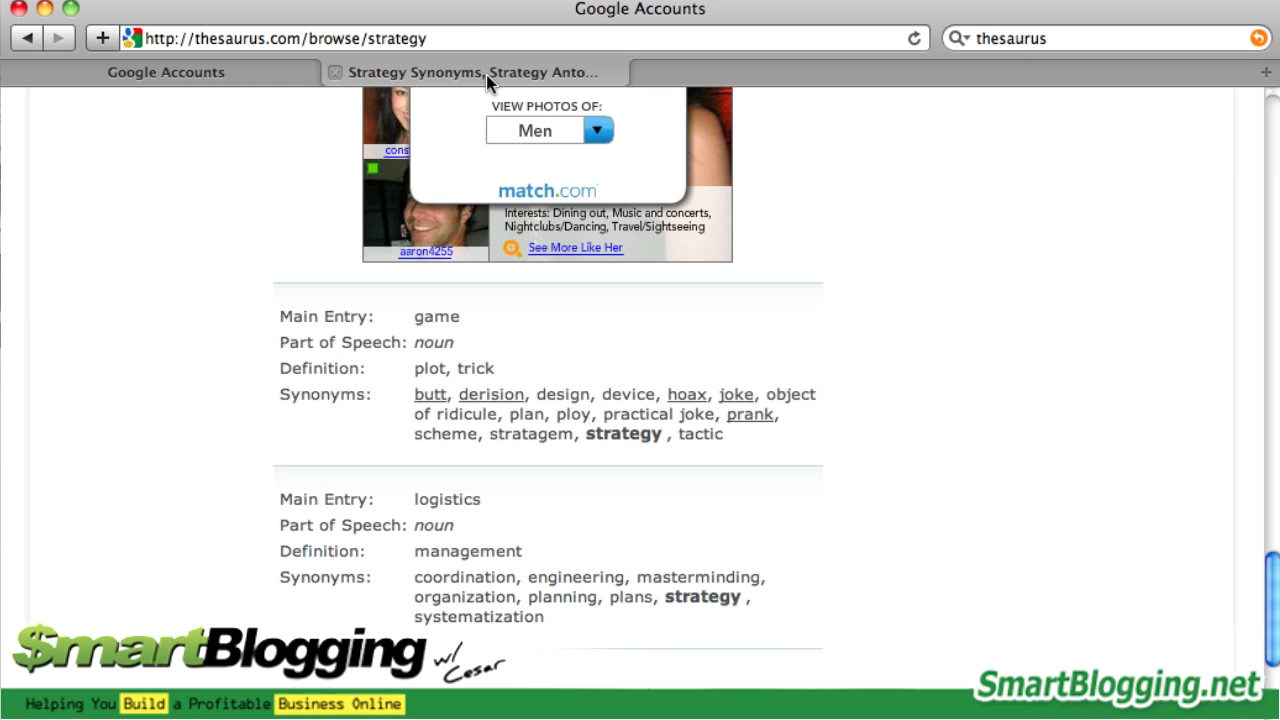 Google Accounts
http://thesaurus.com/browse/strategy
thesaurus
Google Accounts
Strategy Synonyms, Strategy Anto...
VIEW PHOTOS OF:
Men
cons
match.com
Interests: Dining out, Music and concerts,
Nightclubs/Dancing, Travel/Sightseeing
aaron4255
See More Like Her
Main Entry: game
Part of Speech: noun
Definition: plot, trick
Synonyms: butt, derision, design, device, hoax, joke, object
of ridicule, plan, ploy, practical joke, prank,
scheme, stratagem, strategy , tactic
Main Entry: logistics
Part of Speech: noun
Definition: management
Synonyms: coordination, engineering, masterminding,
organization, planning, plans, strategy ,
systematization
$martBlogging w/ Cesar
SmartBlogging.net
Helping You Build a Profitable Business Online